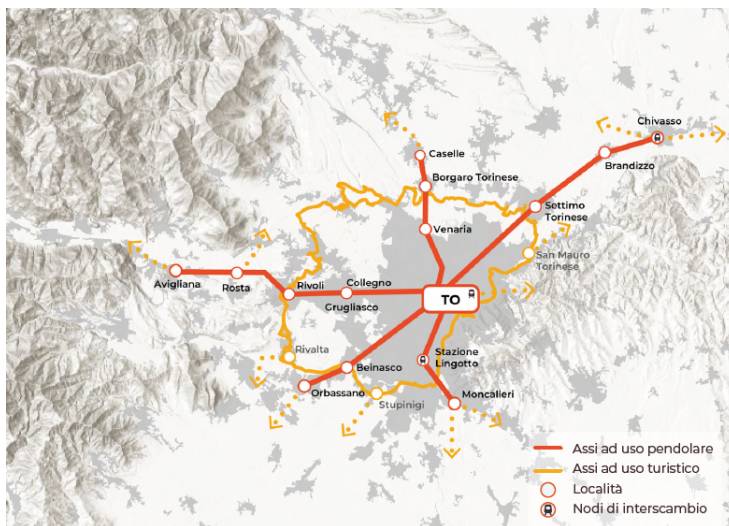 Chivasso
Caselle
Brandizzo
Borgaro Torinese
Settimo
Torinese
Venaria
San Mauro
Torinese
Avigliana
Rosta
Rivoli
Collegno
Grugliasco
TO
Rivalta
Stazione
Lingotto
Beinasco
Orbassano
Stupinigi
Moncalieri
Assi ad uso pendolare
Assi ad uso turistico
Località
Nodi di interscambio